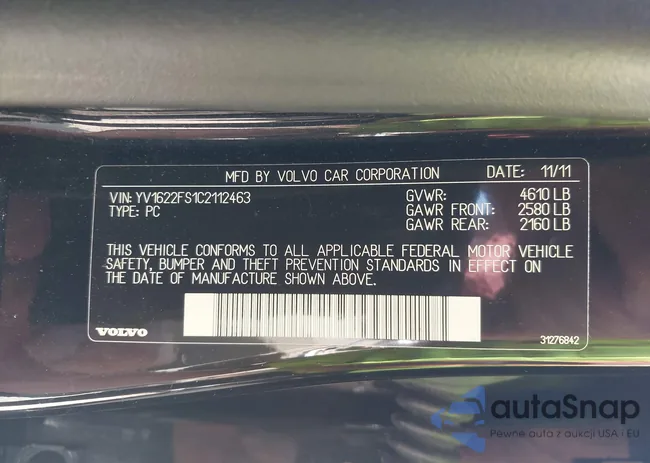 MFD BY VOLVO CAR CORPORATION DATE: 11/11
VIN: YV1622FS1C2112463 GVWR: 4610 LB
TYPE: PC GAWR FRONT: 2580 LB
GAWR REAR: 2160 LB
THIS VEHICLE CONFORMS TO ALL APPLICABLE FEDERAL MOTOR VEHICLE
SAFETY, BUMPER AND THEFT PREVENTION STANDARDS IN EFFECT ON
THE DATE OF MANUFACTURE SHOWN ABOVE.
VOLVO 31276842
autaSnap
Pewne auta z aukcji USA i EU